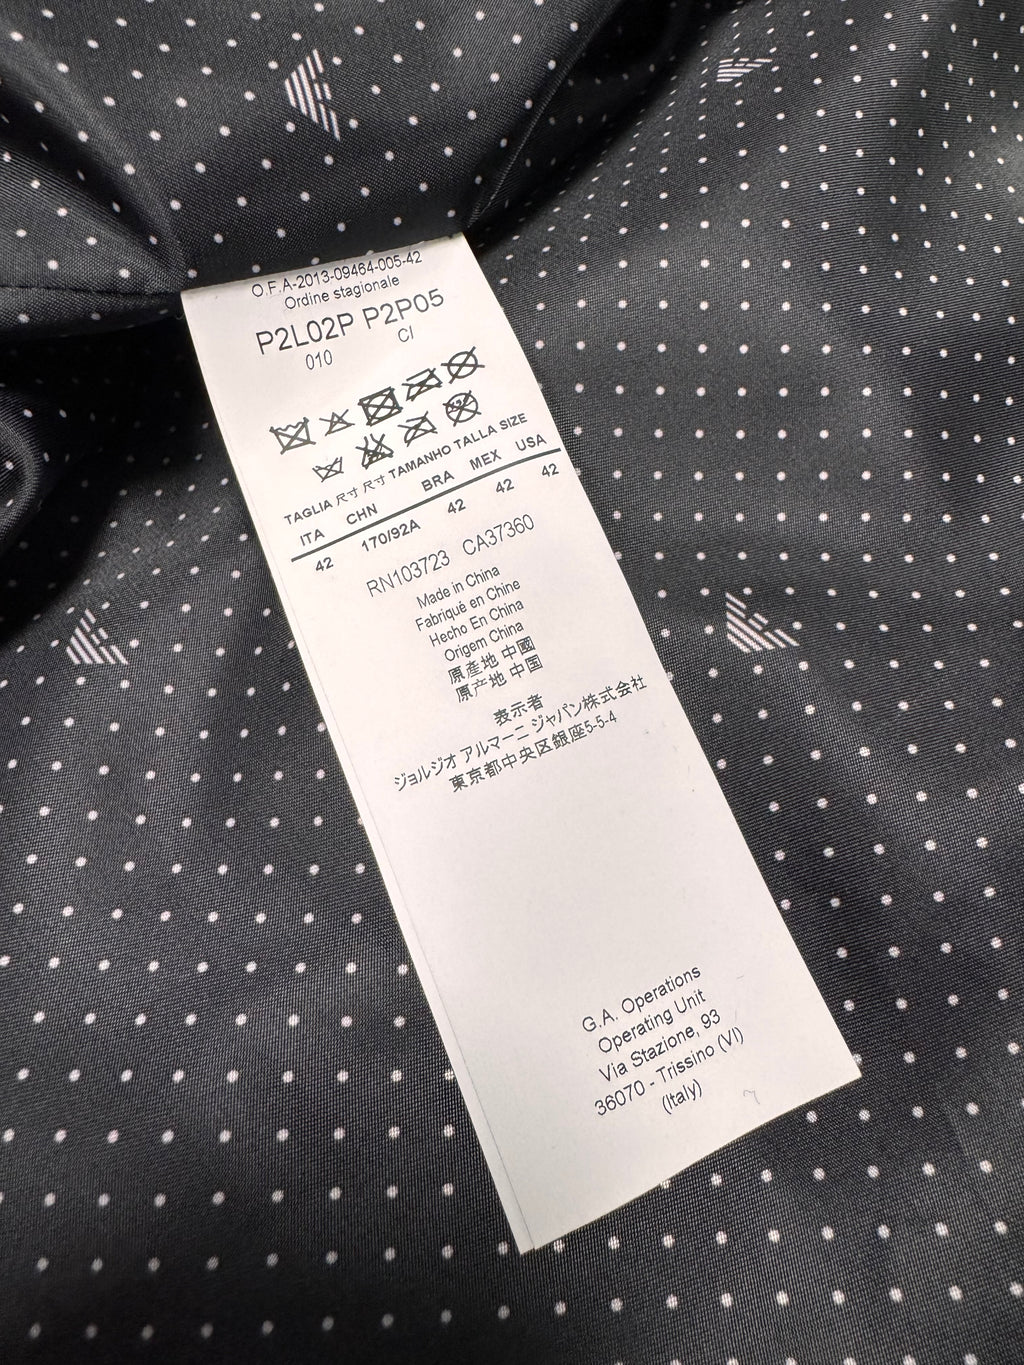 O.F.A-2013-09464-005-42
Ordine stagionale
P2L02P P2P05
010 CI
TAGLIA 尺寸 尺寸 TAMANHO TALLA SIZE
ITA CHN BRA MEX USA
42 170/92A 42 42 42
RN103723 CA37360
Made in China
Fabriqué en Chine
Hecho En China
Origem China
原産地 中國
原产地 中国
表示者
ジョルジオ アルマーニ ジャパン株式会社
東京都中央区銀座5-5-4
G.A. Operations
Operating Unit
Via Stazione, 93
36070 - Trissino (VI)
(Italy)